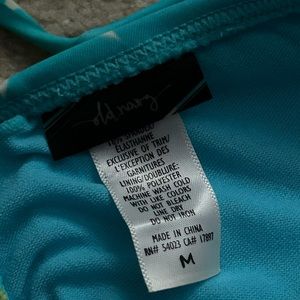 old navy
ELASTHANNE
EXCLUSIVE OF TRIM/
L'EXCEPTION DES
GARNITURES
LINING/DOUBLURE:
100% POLYESTER
MACHINE WASH COLD
WITH LIKE COLORS
DO NOT BLEACH
LINE DRY
DO NOT IRON
MADE IN CHINA
RN# 54023 CA# 17897
M